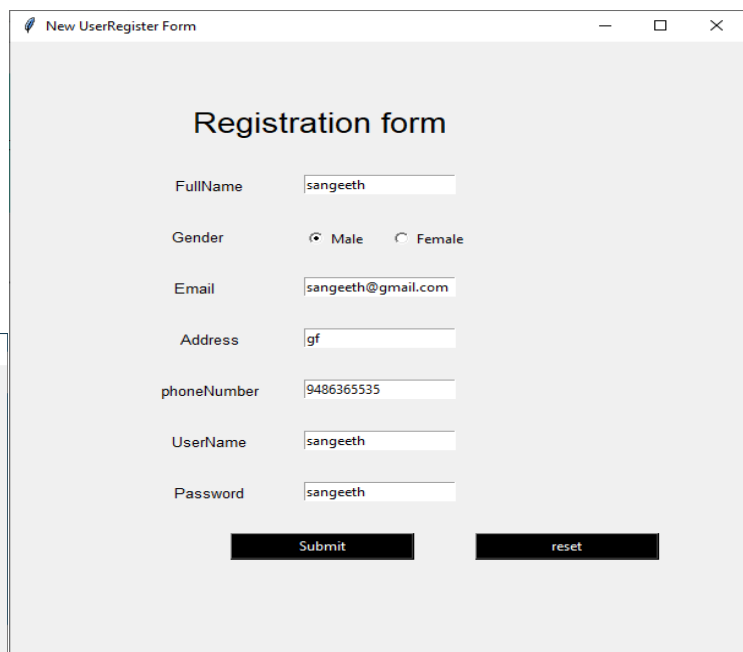 New UserRegister Form
Registration form
FullName sangeeth
Gender Male Female
Email sangeeth@gmail.com
Address gf
phoneNumber 9486365535
UserName sangeeth
Password sangeeth
Submit reset